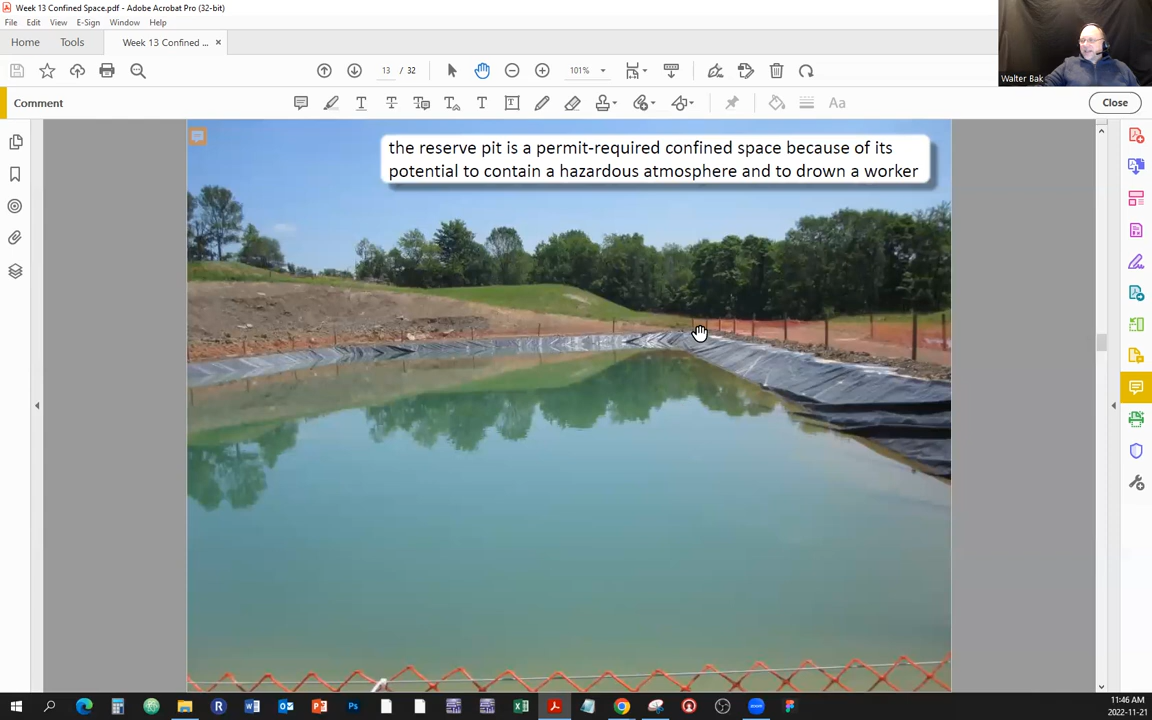 Week 13 Confined Space.pdf - Adobe Acrobat Pro (32-bit)
File Edit View E-Sign Window Help
Home Tools Week 13 Confined ... ×
13 / 32 101%
Comment
Close
Aa
Walter Bak
the reserve pit is a permit-required confined space because of its
potential to contain a hazardous atmosphere and to drown a worker
11:46 AM
2022-11-21